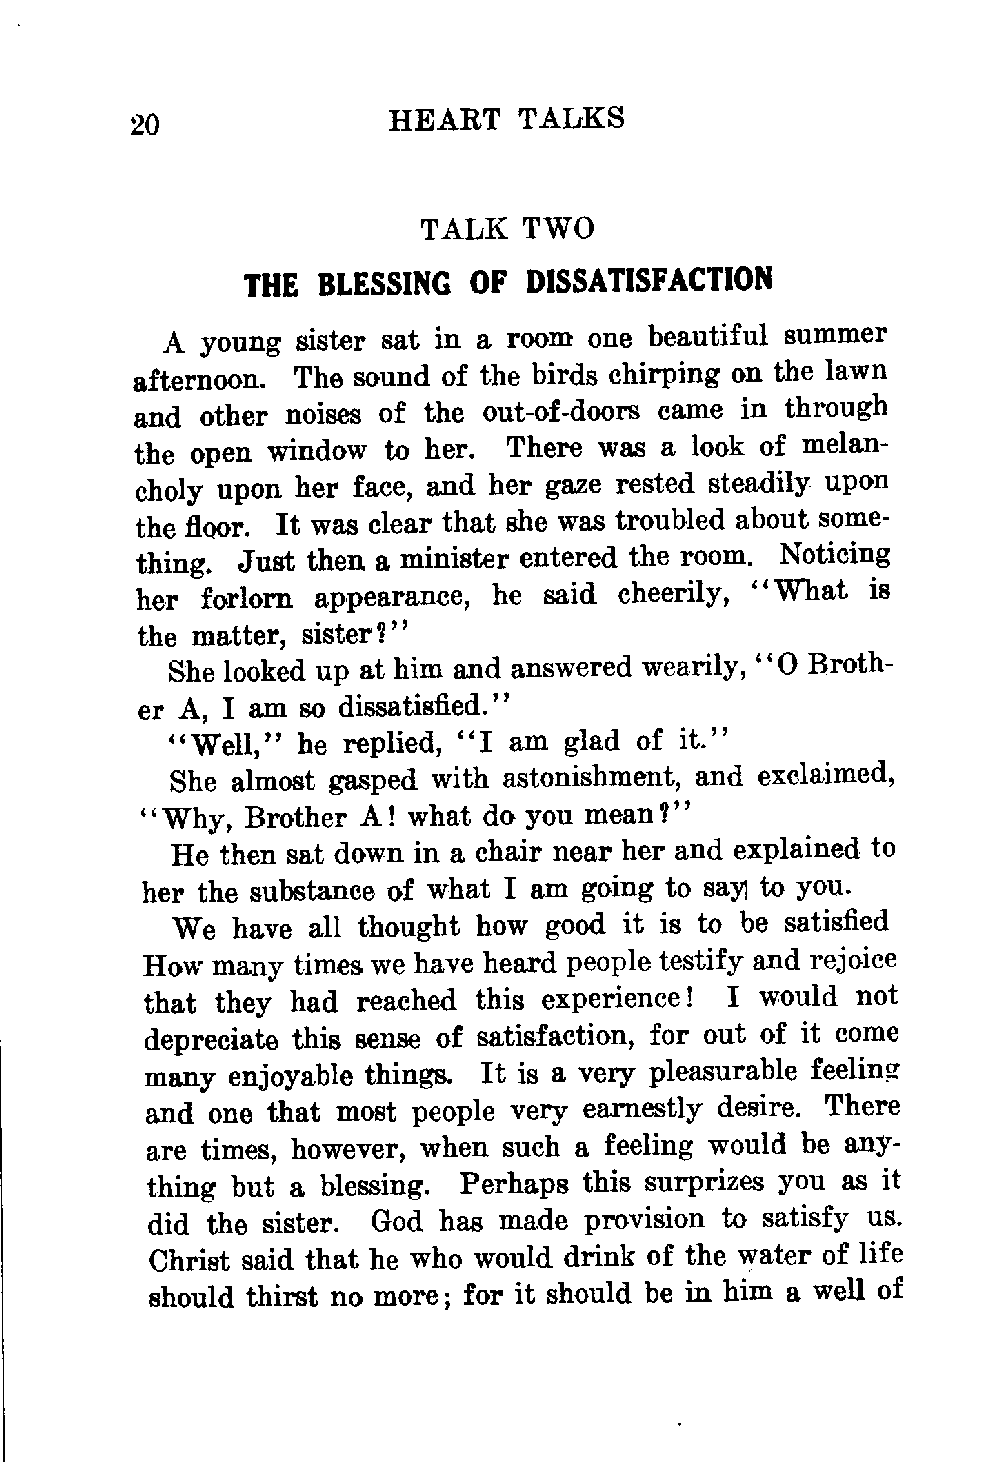 20 HEART TALKS
TALK TWO
THE BLESSING OF DISSATISFACTION
A young sister sat in a room one beautiful summer
afternoon. The sound of the birds chirping on the lawn
and other noises of the out-of-doors came in through
the open window to her. There was a look of melan-
choly upon her face, and her gaze rested steadily upon
the floor. It was clear that she was troubled about some-
thing. Just then a minister entered the room. Noticing
her forlorn appearance, he said cheerily, "What is
the matter, sister?"
She looked up at him and answered wearily, "O Broth-
er A, I am so dissatisfied."
"Well," he replied, "I am glad of it."
She almost gasped with astonishment, and exclaimed,
"Why, Brother A! what do you mean?"
He then sat down in a chair near her and explained to
her the substance of what I am going to say to you.
We have all thought how good it is to be satisfied
How many times we have heard people testify and rejoice
that they had reached this experience! I would not
depreciate this sense of satisfaction, for out of it come
many enjoyable things. It is a very pleasurable feeling
and one that most people very earnestly desire. There
are times, however, when such a feeling would be any-
thing but a blessing. Perhaps this surprizes you as it
did the sister. God has made provision to satisfy us.
Christ said that he who would drink of the water of life
should thirst no more; for it should be in him a well of